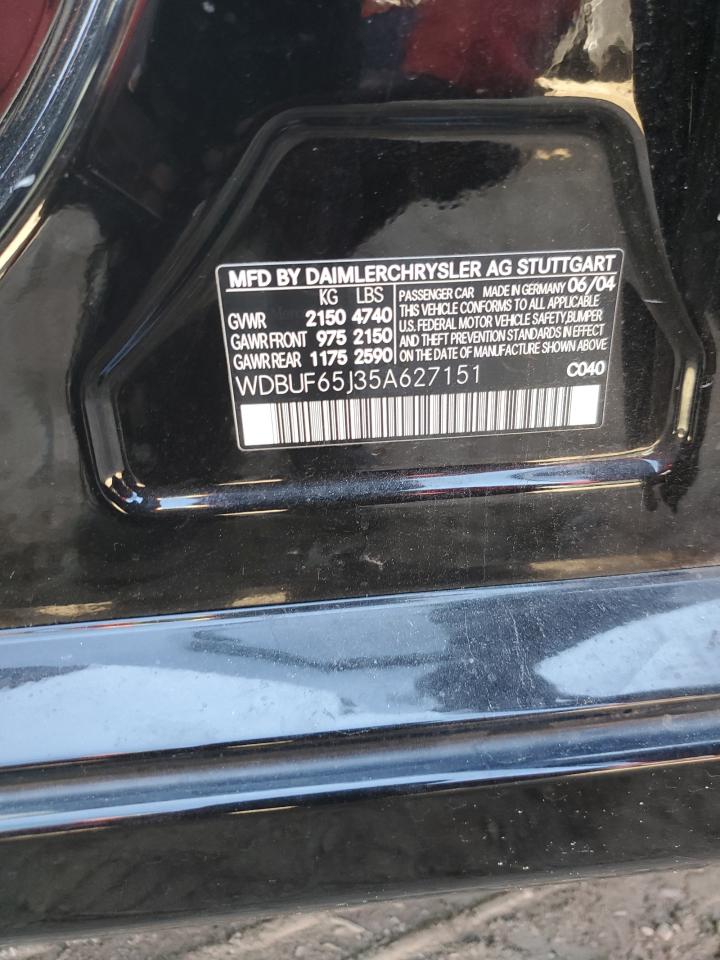 MFD BY DAIMLERCHRYSLER AG STUTTGART
KG LBS
GVWR 2150 4740
GAWR FRONT 975 2150
GAWR REAR 1175 2590
PASSENGER CAR MADE IN GERMANY 06/04
THIS VEHICLE CONFORMS TO ALL APPLICABLE
U.S. FEDERAL MOTOR VEHICLE SAFETY,BUMPER
AND THEFT PREVENTION STANDARDS IN EFFECT
ON THE DATE OF MANUFACTURE SHOWN ABOVE
WDBUF65J35A627151
C040